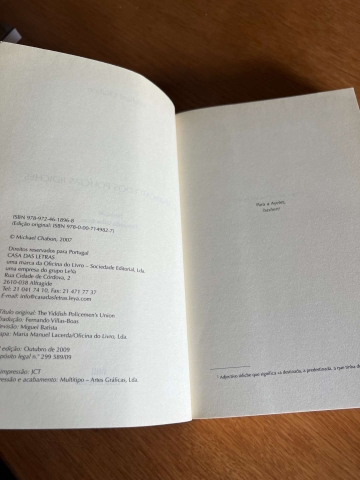 ISBN 978-972-46-1896-8
(Edição original: ISBN 978-0-00-714982-7)
© Michael Chabon, 2007
Direitos reservados para Portugal
CASA DAS LETRAS
uma marca da Oficina do Livro – Sociedade Editorial, Lda.
uma empresa do grupo LeYa
Rua Cidade de Córdova, 2
2610-038 Alfragide
Tel.: 21 041 74 10, Fax: 21 471 77 37
E-mail: info@casadasletras.leya.com
Título original: The Yiddish Policemen's Union
Tradução: Fernando Villas-Boas
Revisão: Miguel Batista
Capa: Maria Manuel Lacerda/Oficina do Livro, Lda.
edição: Outubro de 2009
Depósito legal n.º 299 589/09
Impressão: JCT
Impressão e acabamento: Multitipo – Artes Gráficas, Lda.
Para a Ayelet,
1 Adjectivo iídiche que significa «a destinada, a predestinada, a que tinha de